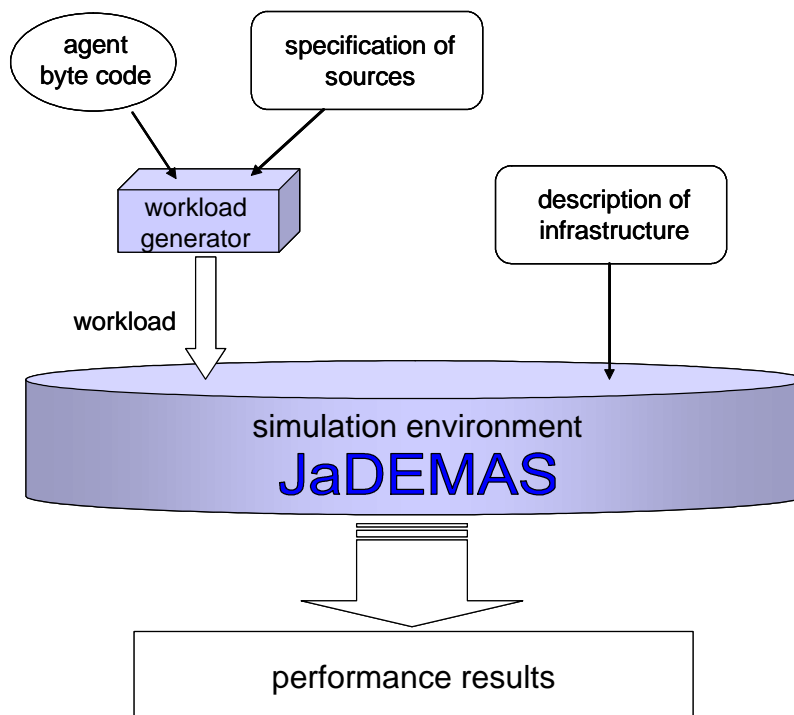 agent
byte code
specification of
sources
workload
generator
description of
infrastructure
workload
simulation environment
JaDEMAS
performance results